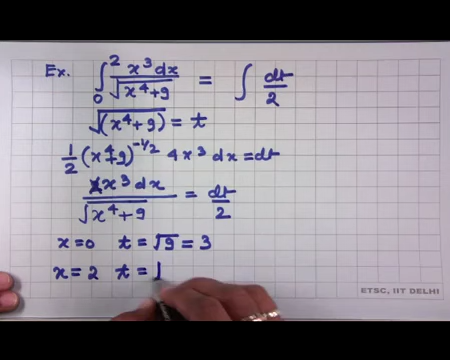 Ex. ∫₀² x³dx / √(x⁴+9) = ∫ dt/2
√(x⁴+9) = t
1/2 (x⁴+9)^(-1/2) 4x³ dx = dt
x³dx / √(x⁴+9) = dt/2
x=0 t = √9 = 3
x=2 t =
ETSC, IIT DELHI